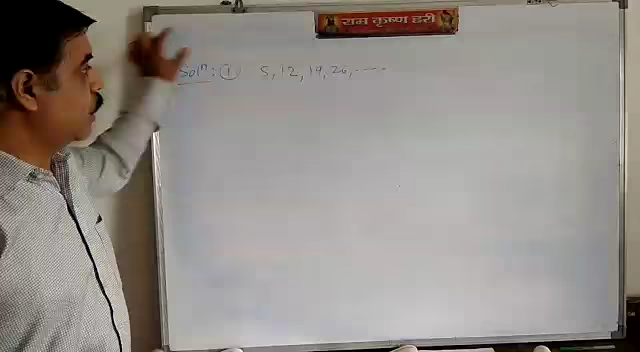 राम कृष्ण हरी
Solⁿ : ① 5, 12, 19, 26, ....